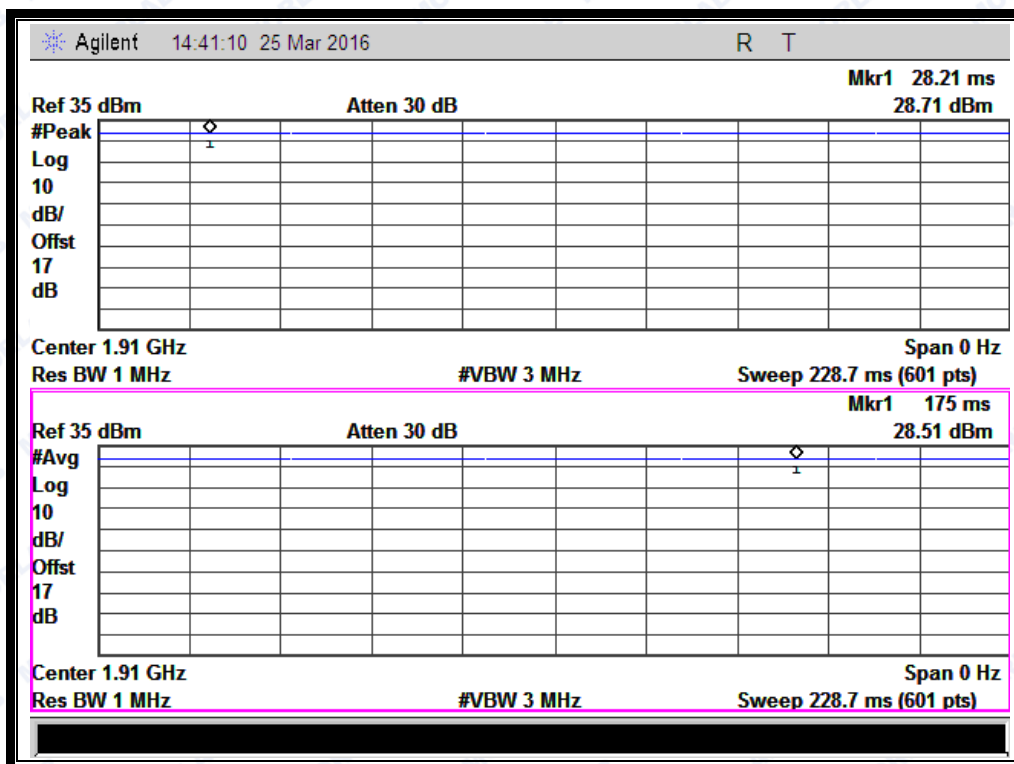 Agilent 14:41:10 25 Mar 2016 R T
Mkr1 28.21 ms
Ref 35 dBm Atten 30 dB 28.71 dBm
#Peak
Log
10
dB/
Offst
17
dB
1
Center 1.91 GHz Span 0 Hz
Res BW 1 MHz #VBW 3 MHz Sweep 228.7 ms (601 pts)
Mkr1 175 ms
Ref 35 dBm Atten 30 dB 28.51 dBm
#Avg
Log
10
dB/
Offst
17
dB
1
Center 1.91 GHz Span 0 Hz
Res BW 1 MHz #VBW 3 MHz Sweep 228.7 ms (601 pts)